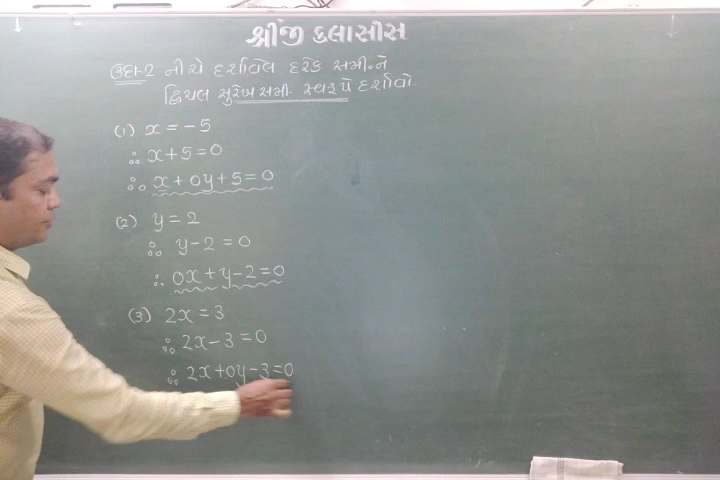 શ્રીજી કલાસીસ
ઉદા-2 નીચે દર્શાવેલ દરેક સમી.ને
દ્વિચલ સુરેખ સમી. સ્વરૂપે દર્શાવો.
(1) x = -5
∴ x+5=0
∴ x+0y+5=0
(2) y=2
∴ y-2=0
∴ 0x+y-2=0
(3) 2x=3
∴ 2x-3=0
∴ 2x+0y-3=0